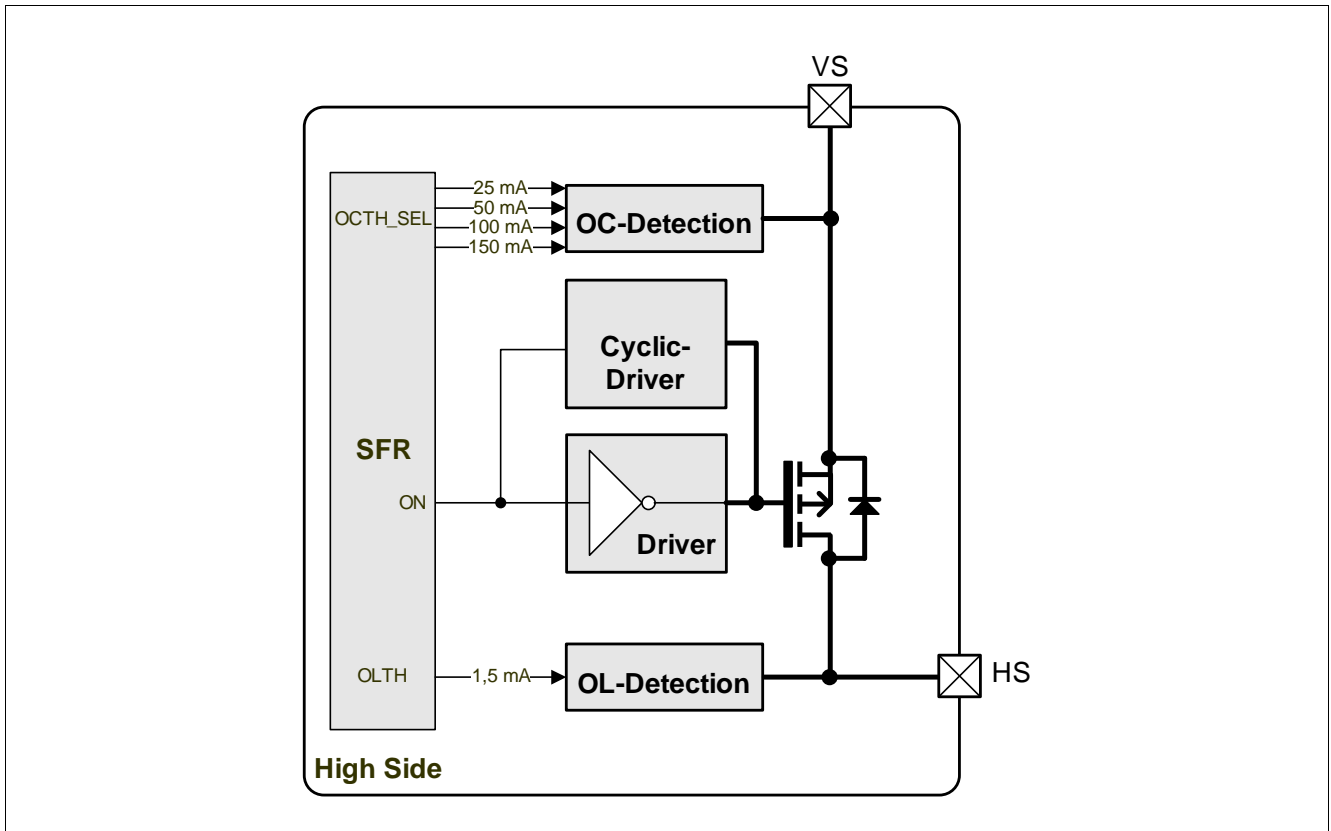 VS
25 mA
50 mA
OCTH_SEL
100 mA
150 mA
OC-Detection
Cyclic-
Driver
SFR
ON
Driver
OLTH
1,5 mA
OL-Detection
HS
High Side